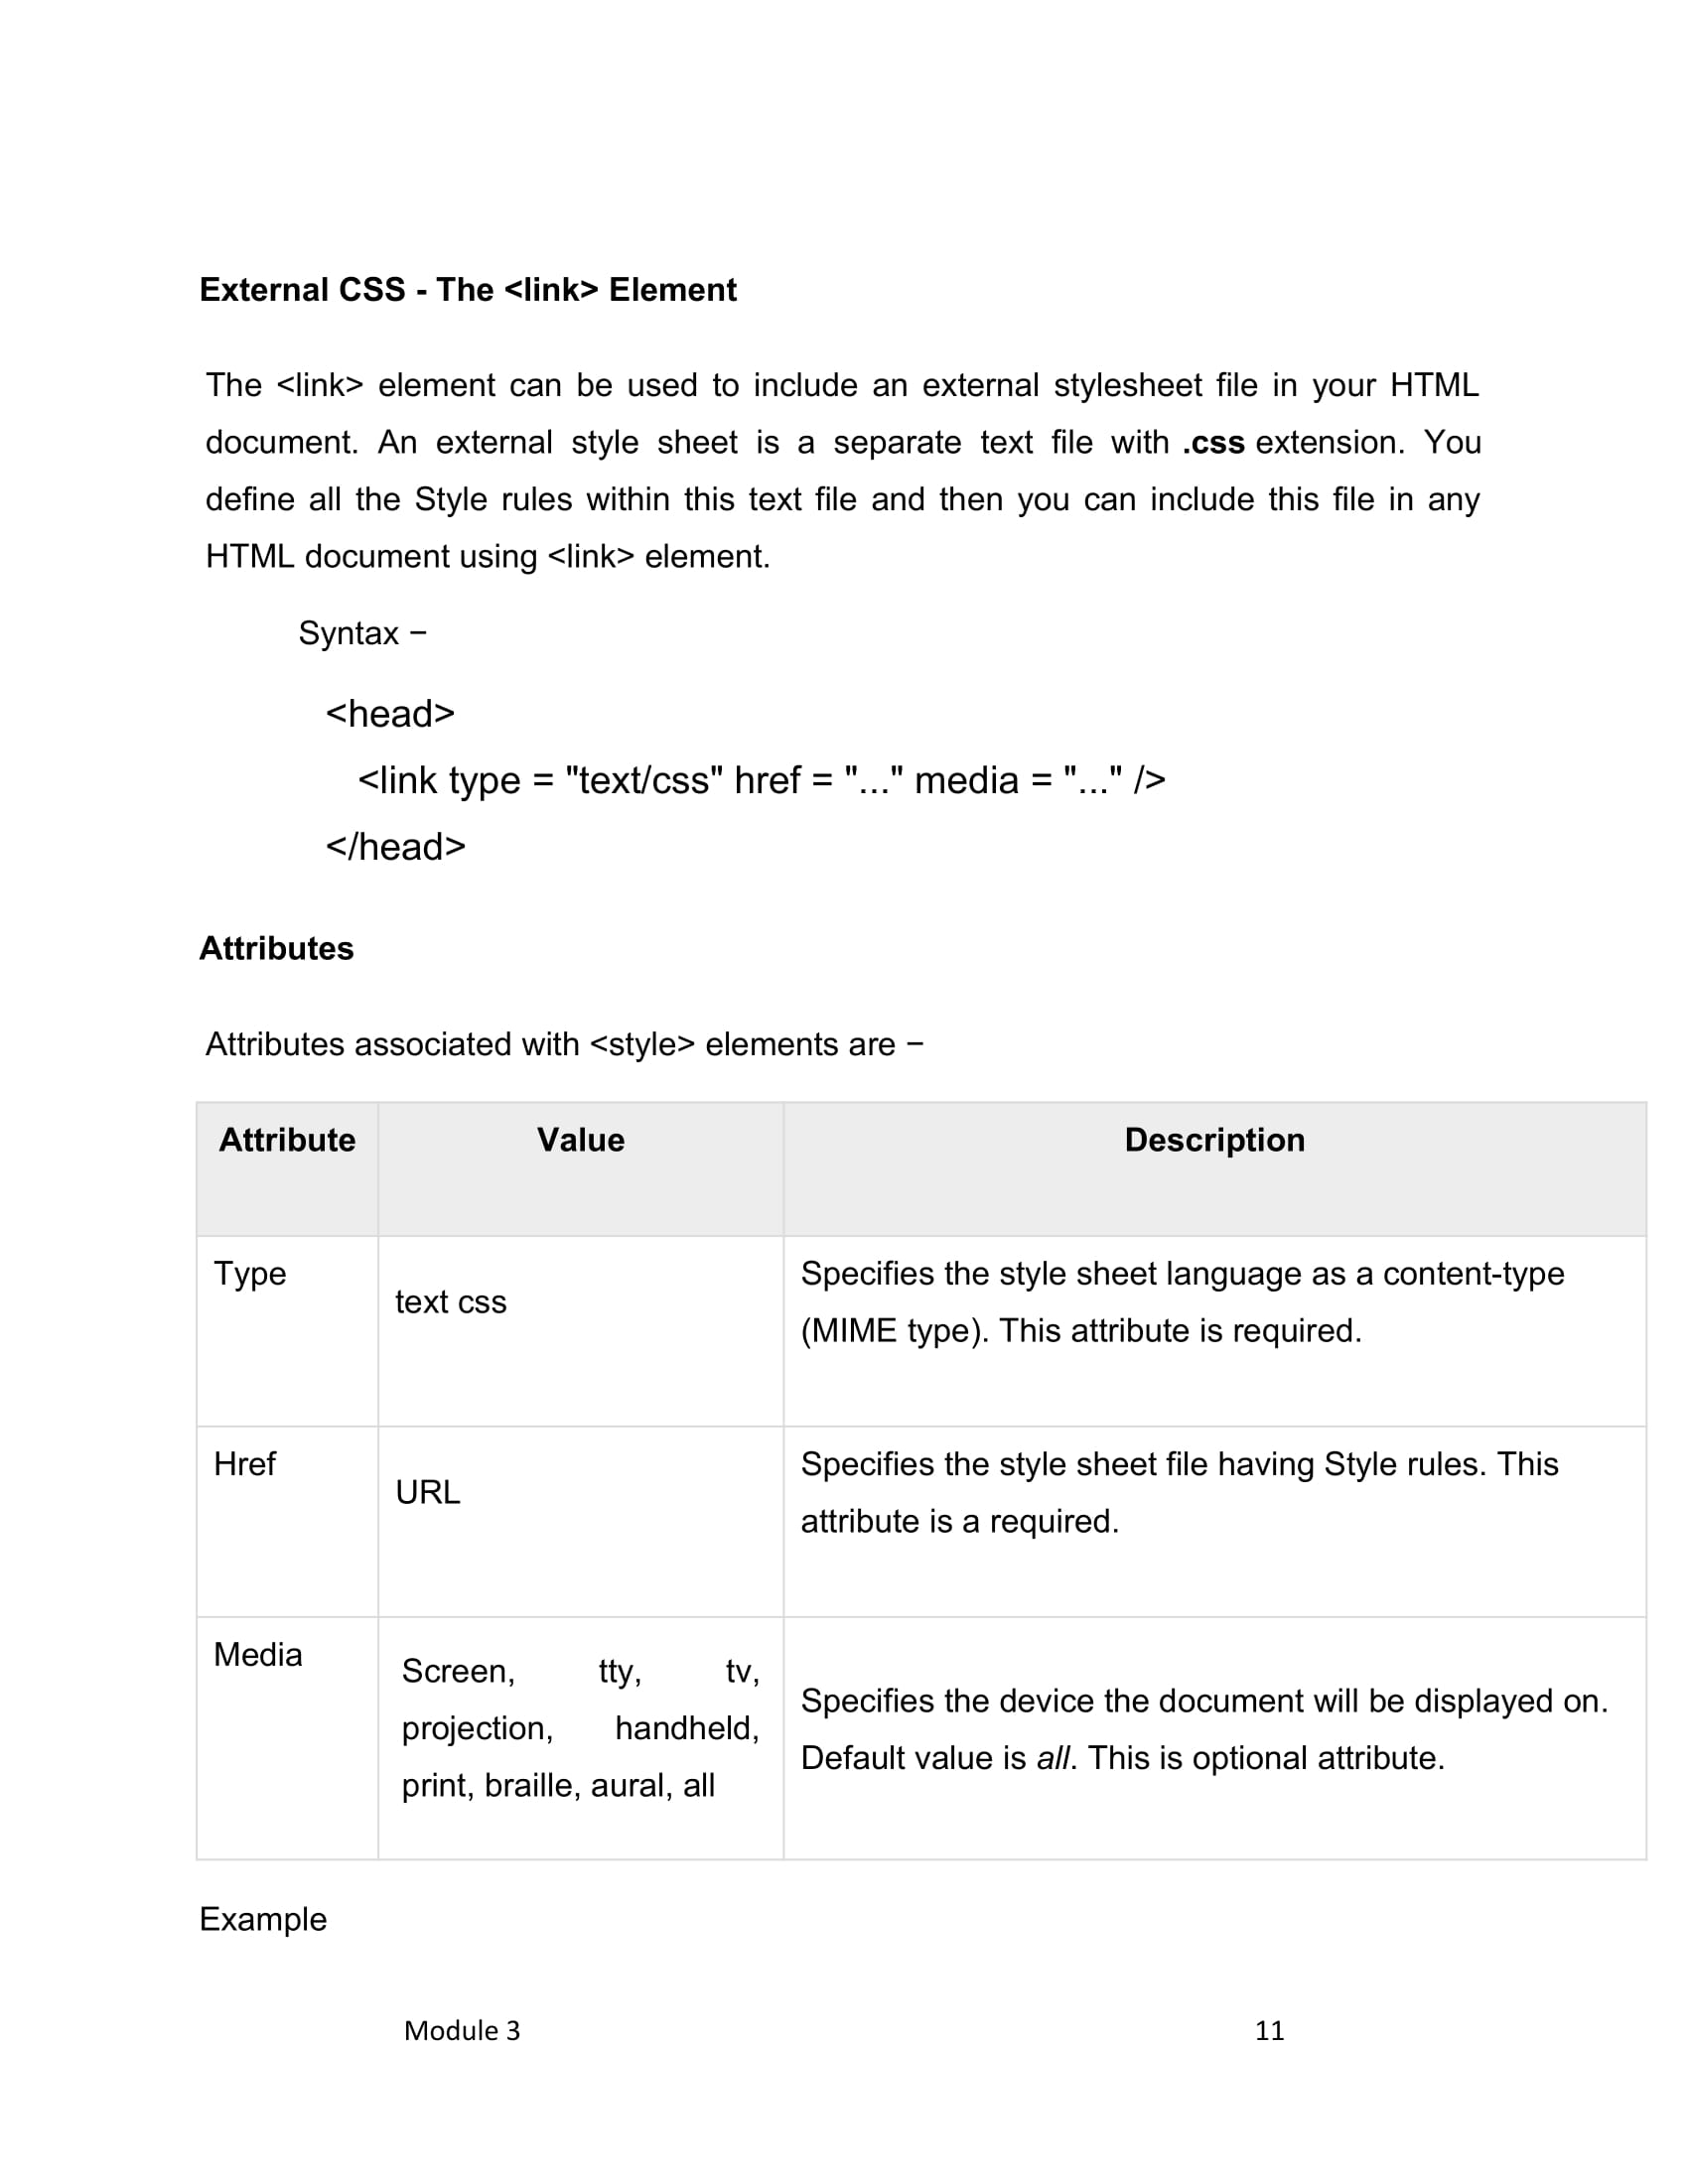 External CSS - The <link> Element
The <link> element can be used to include an external stylesheet file in your HTML
document. An external style sheet is a separate text file with .css extension. You
define all the Style rules within this text file and then you can include this file in any
HTML document using <link> element.
Syntax −
<head>
<link type = "text/css" href = "..." media = "..." />
</head>
Attributes
Attributes associated with <style> elements are −
Attribute Value Description
Type
text css
Specifies the style sheet language as a content-type
(MIME type). This attribute is required.
Href
URL
Specifies the style sheet file having Style rules. This
attribute is a required.
Media
Screen, tty, tv,
projection, handheld,
print, braille, aural, all
Specifies the device the document will be displayed on.
Default value is all. This is optional attribute.
Example
Module 3 11